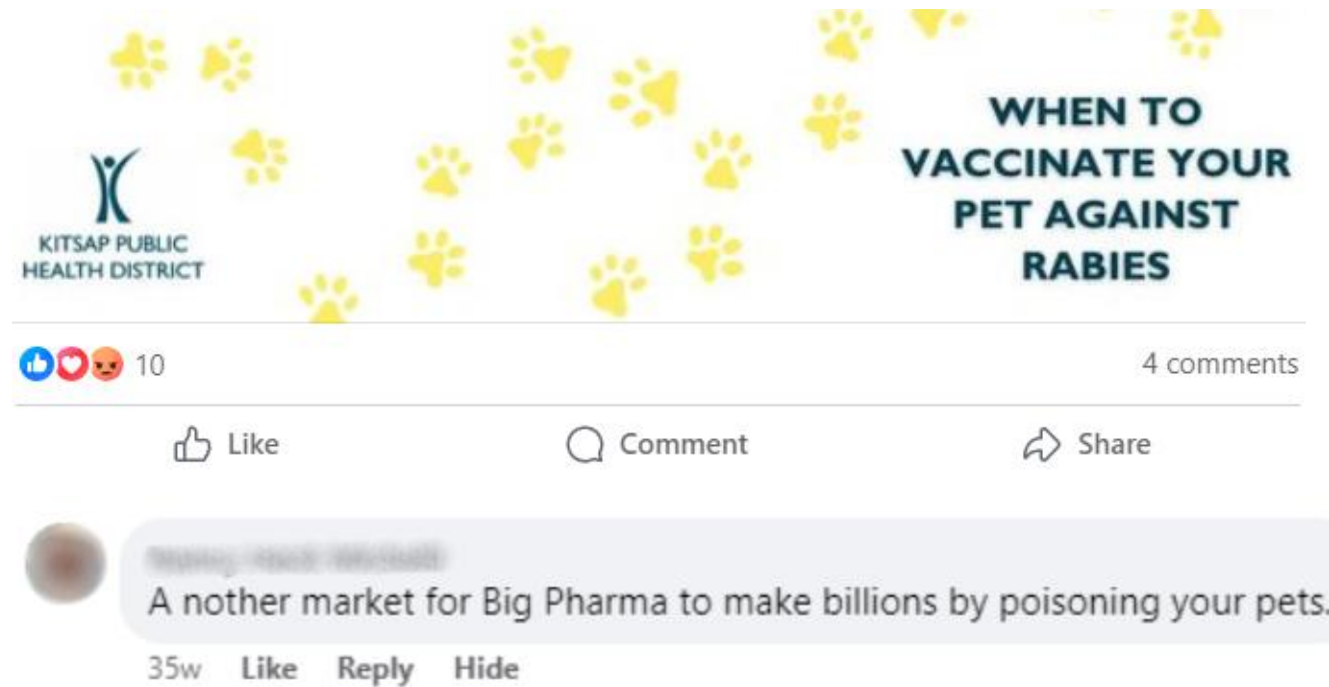 WHEN TO
VACCINATE YOUR
PET AGAINST
RABIES
KITSAP PUBLIC
HEALTH DISTRICT
10
4 comments
Like
Comment
Share
A nother market for Big Pharma to make billions by poisoning your pets.
35w Like Reply Hide